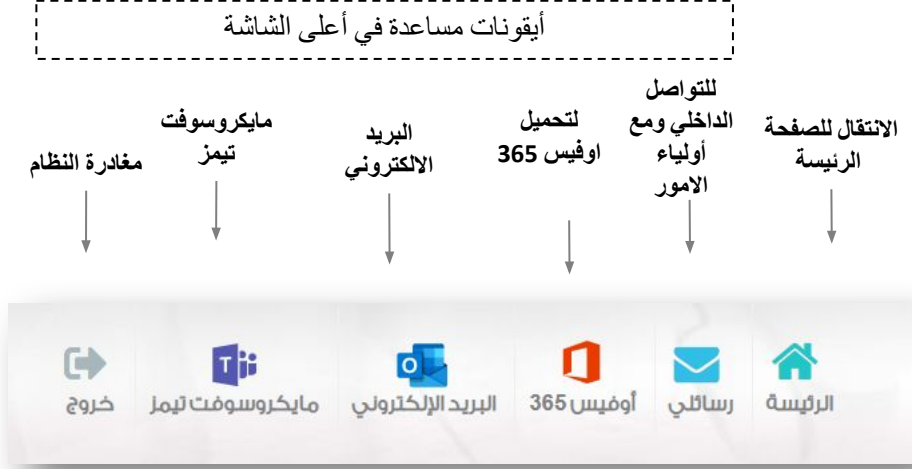 أيقونات مساعدة في أعلى الشاشة
الانتقال للصفحة
الرئيسة
للتواصل
الداخلي ومع
أولياء
الامور
لتحميل
اوفيس 365
البريد
الالكتروني
مايكروسوفت
تيمز
مغادرة النظام
الرئيسة
رسائلي
أوفيس 365
البريد الإلكتروني
مايكروسوفت تيمز
خروج